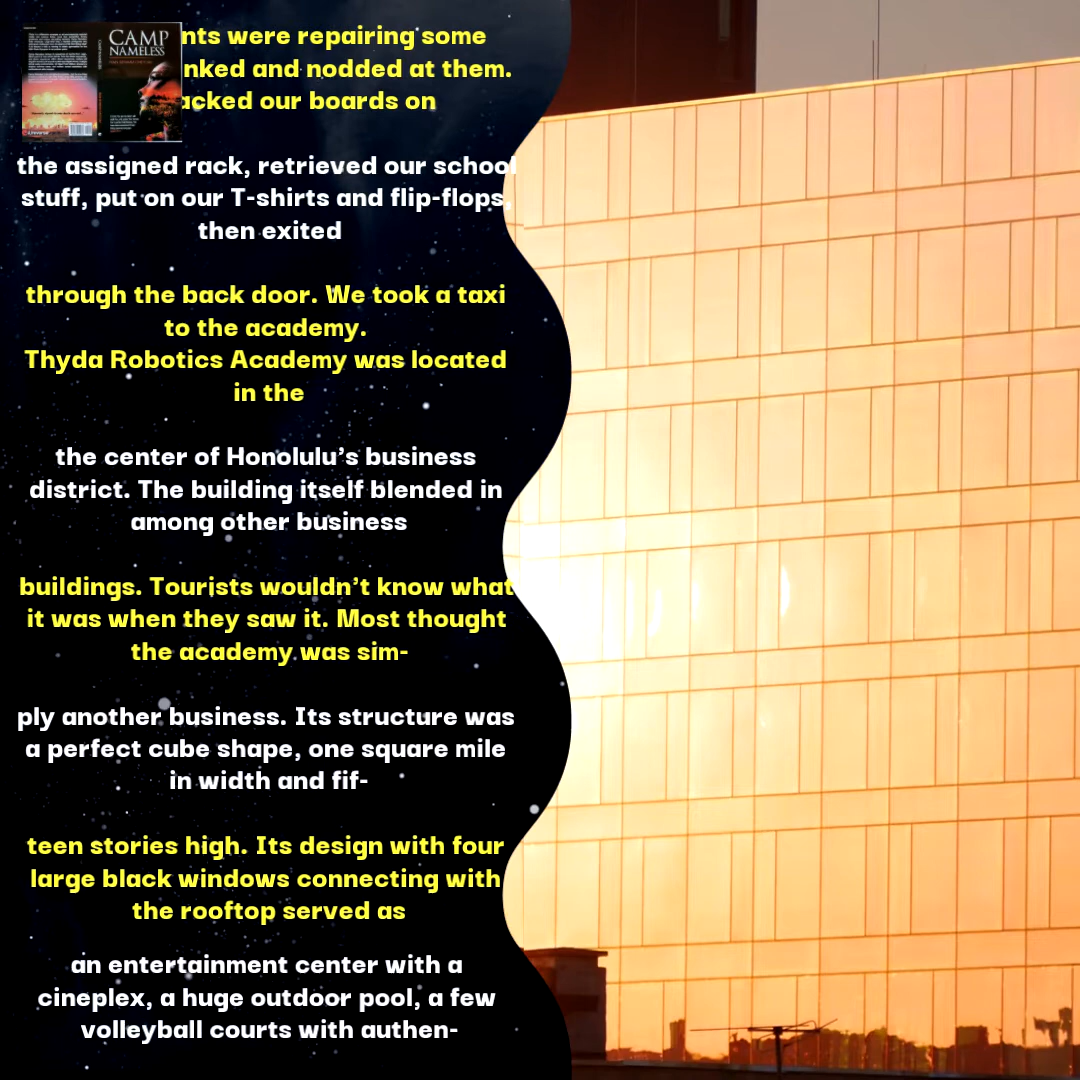 CAMP
NAMELESS
nts were repairing some
nked and nodded at them.
acked our boards on
the assigned rack, retrieved our school
stuff, put on our T-shirts and flip-flops,
then exited
through the back door. We took a taxi
to the academy.
Thyda Robotics Academy was located
in the
the center of Honolulu’s business
district. The building itself blended in
among other business
buildings. Tourists wouldn’t know what
it was when they saw it. Most thought
the academy was sim-
ply another business. Its structure was
a perfect cube shape, one square mile
in width and fif-
teen stories high. Its design with four
large black windows connecting with
the rooftop served as
an entertainment center with a
cineplex, a huge outdoor pool, a few
volleyball courts with authen-